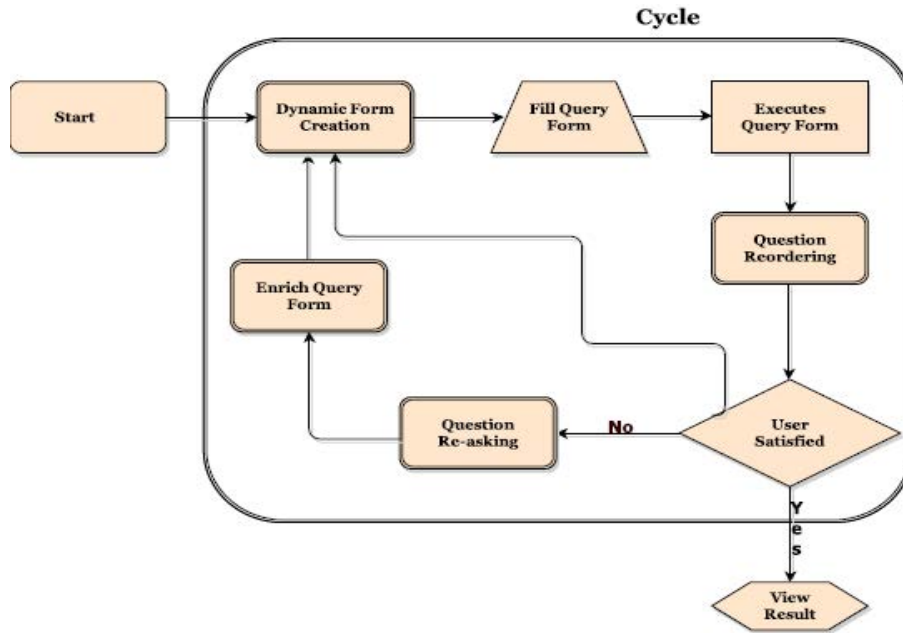 Cycle
Start
Dynamic Form
Creation
Fill Query
Form
Executes
Query Form
Question
Reordering
Enrich Query
Form
Question
Re-asking
No
User
Satisfied
Yes
View
Result